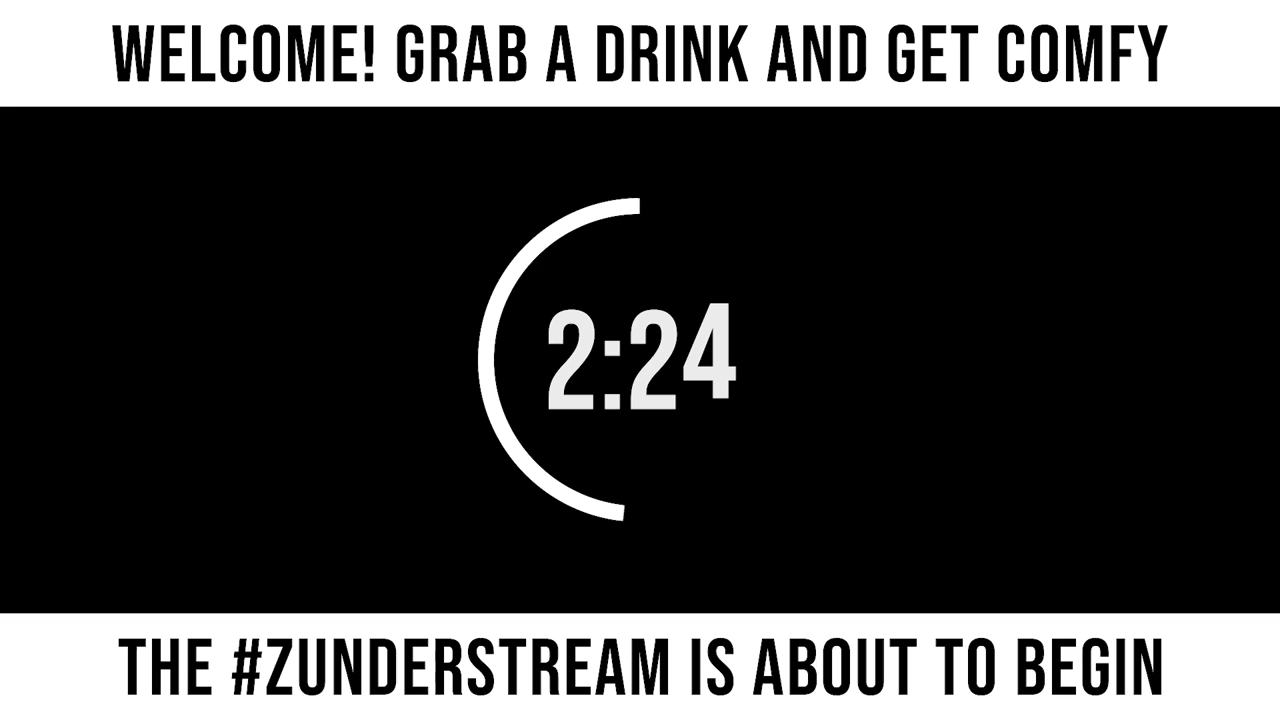 WELCOME! GRAB A DRINK AND GET COMFY
2:24
THE #ZUNDERSTREAM IS ABOUT TO BEGIN